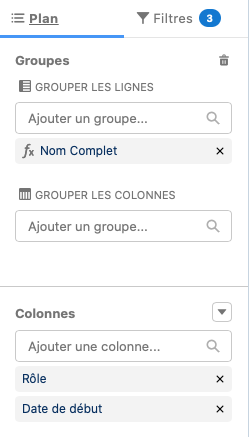 Plan
Filtres 3
Groupes
GROUPER LES LIGNES
Ajouter un groupe...
fx Nom Complet
GROUPER LES COLONNES
Ajouter un groupe...
Colonnes
Ajouter une colonne...
Rôle
Date de début